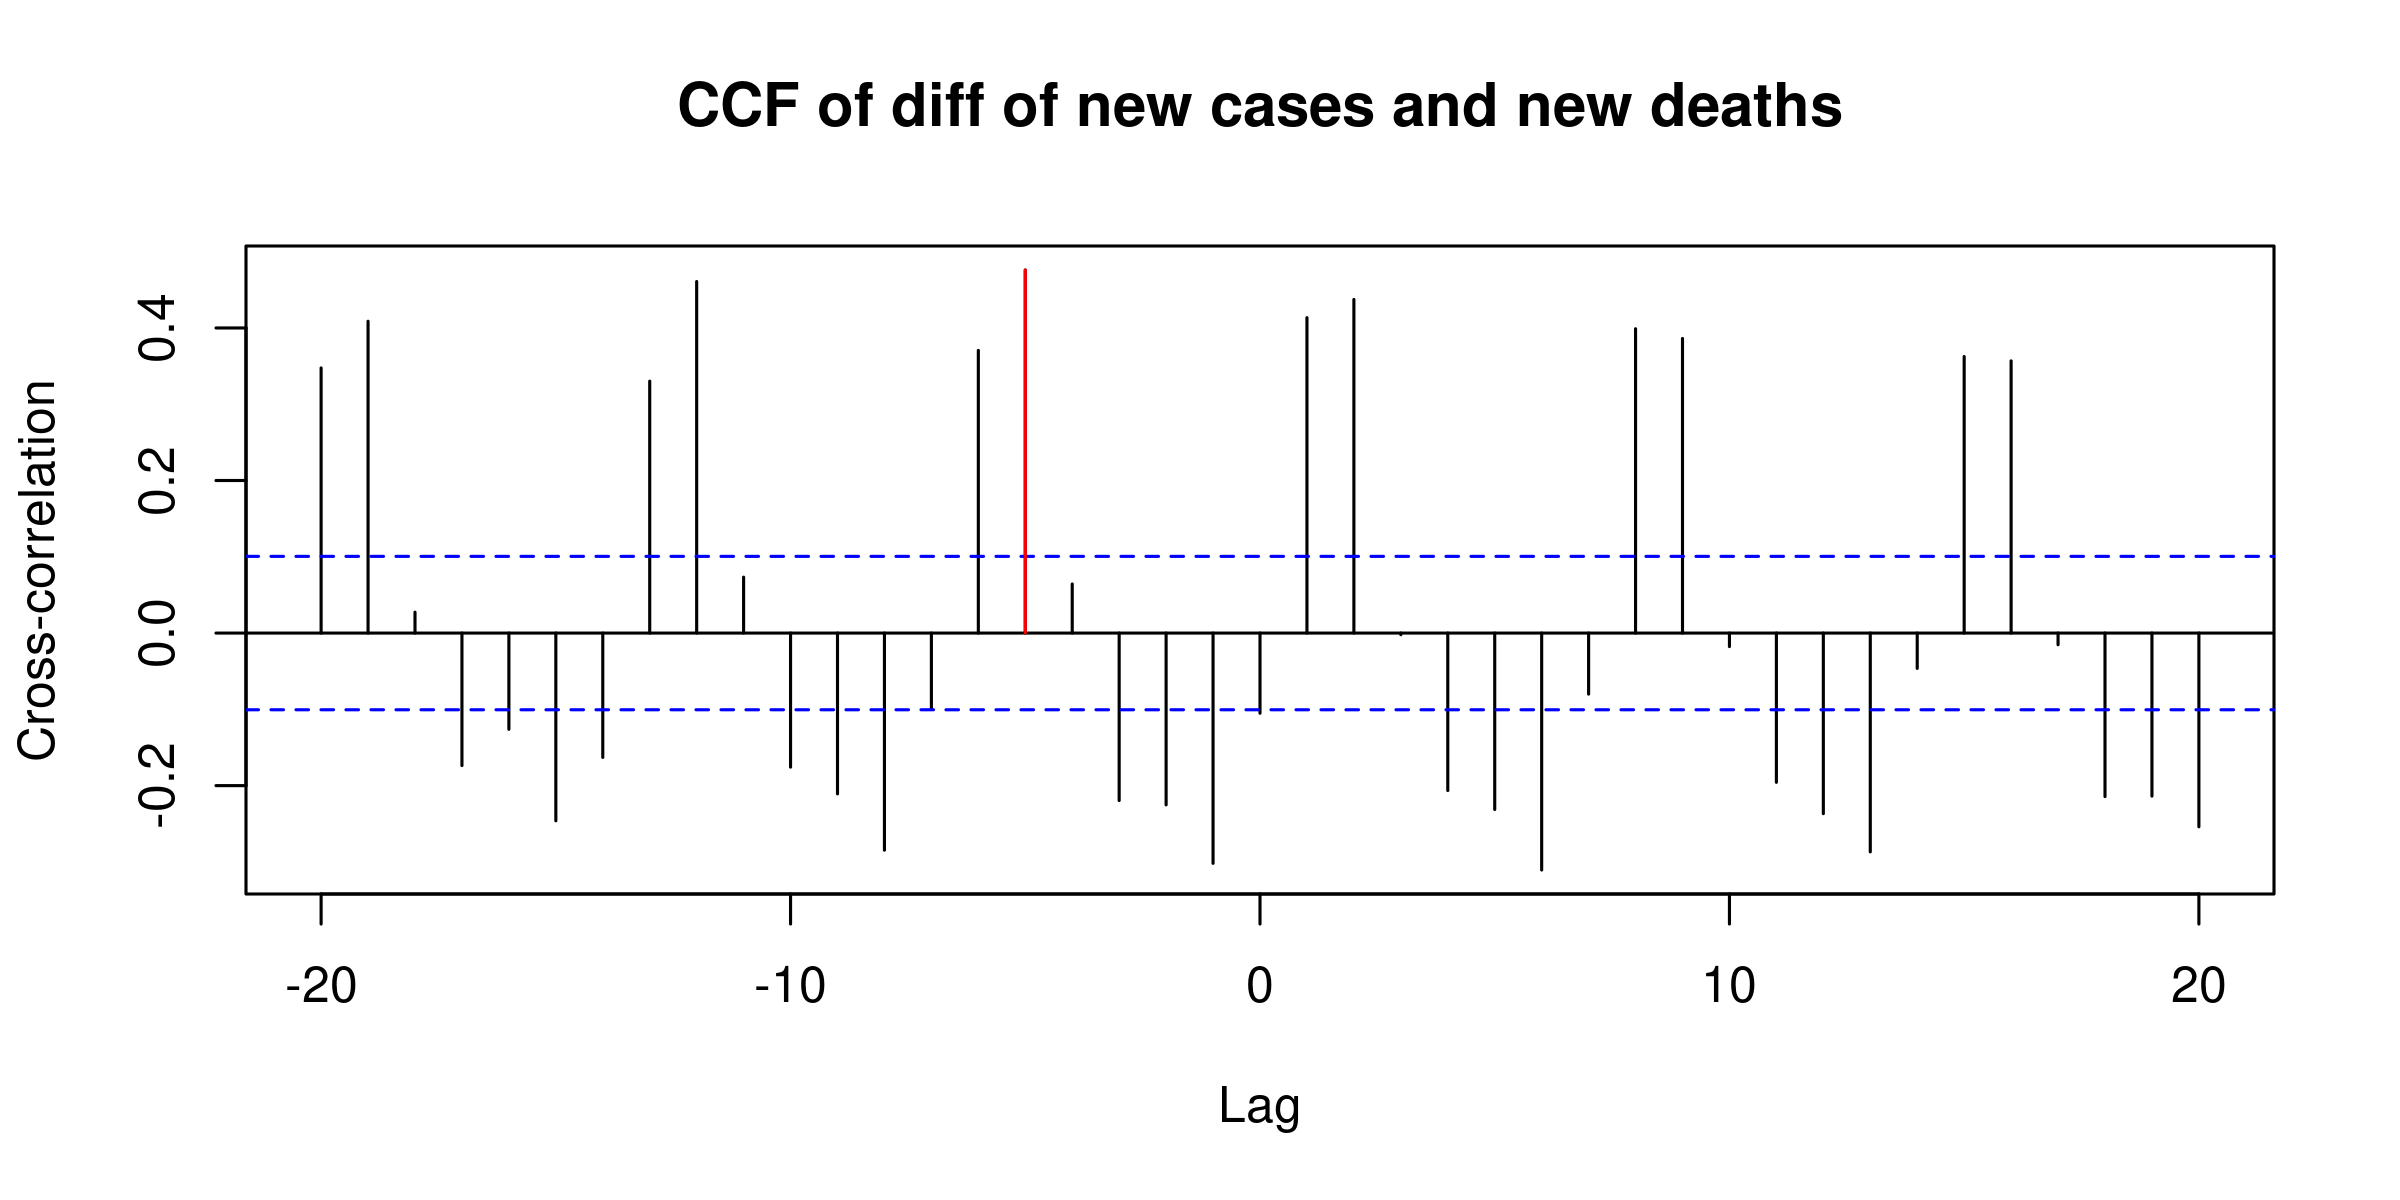 CCF of diff of new cases and new deaths
Cross-correlation
0.4
0.2
0.0
-0.2
-20 -10 0 10 20
Lag